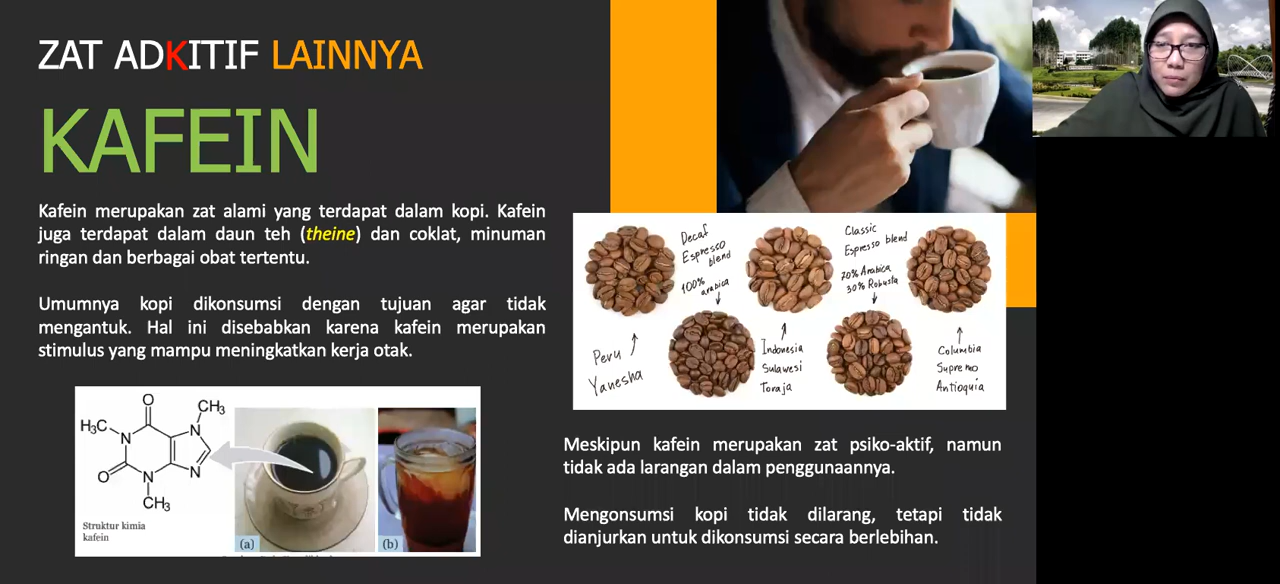 ZAT ADKITIF LAINNYA
KAFEIN
Kafein merupakan zat alami yang terdapat dalam kopi. Kafein
juga terdapat dalam daun teh (theine) dan coklat, minuman
ringan dan berbagai obat tertentu.
Umumnya kopi dikonsumsi dengan tujuan agar tidak
mengantuk. Hal ini disebabkan karena kafein merupakan
stimulus yang mampu meningkatkan kerja otak.
O
CH₃
H₃C
N
N
O
N
N
CH₃
Struktur kimia
kafein
(a)
(b)
Decaf
Espresso
blend
100%
arabica
Classic
Espresso blend
70% Arabica
30% Robusta
Peru
Yanesha
Indonesia
Sulawesi
Toraja
Columbia
Supremo
Antioquia
Meskipun kafein merupakan zat psiko-aktif, namun
tidak ada larangan dalam penggunaannya.
Mengonsumsi kopi tidak dilarang, tetapi tidak
dianjurkan untuk dikonsumsi secara berlebihan.